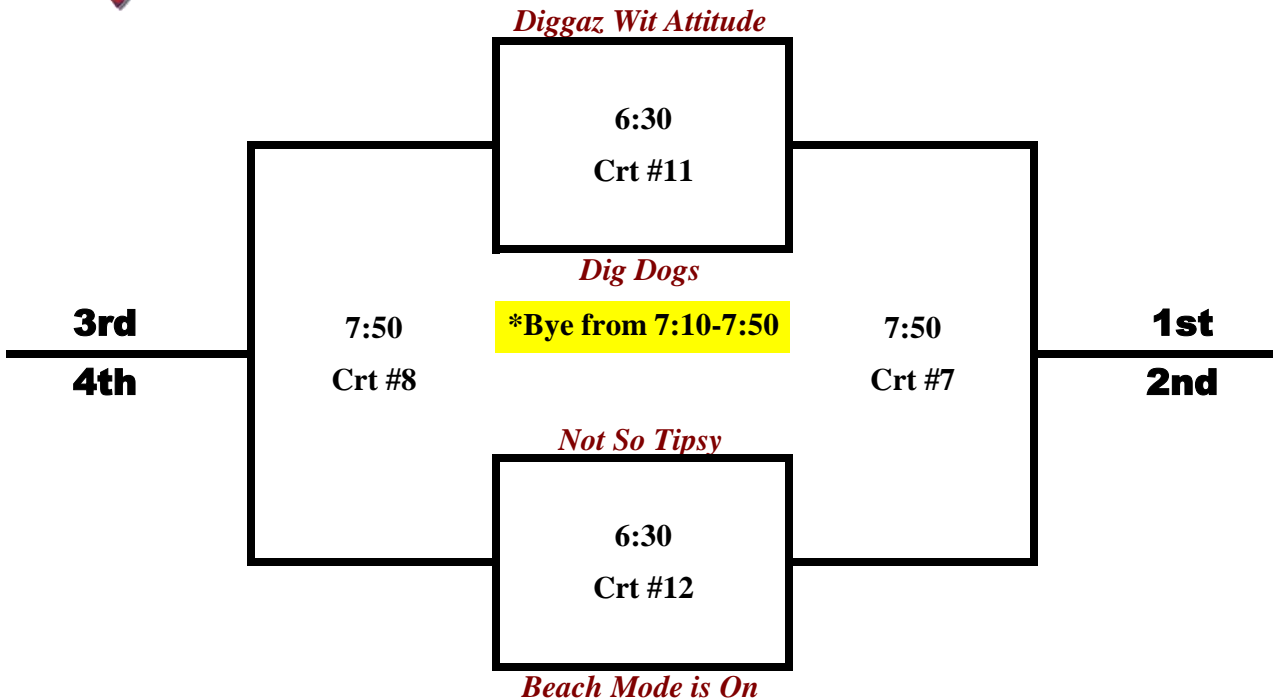 Diggaz Wit Attitude
6:30
Crt #11
Dig Dogs
3rd
4th
7:50
Crt #8
*Bye from 7:10-7:50
7:50
Crt #7
1st
2nd
Not So Tipsy
6:30
Crt #12
Beach Mode is On